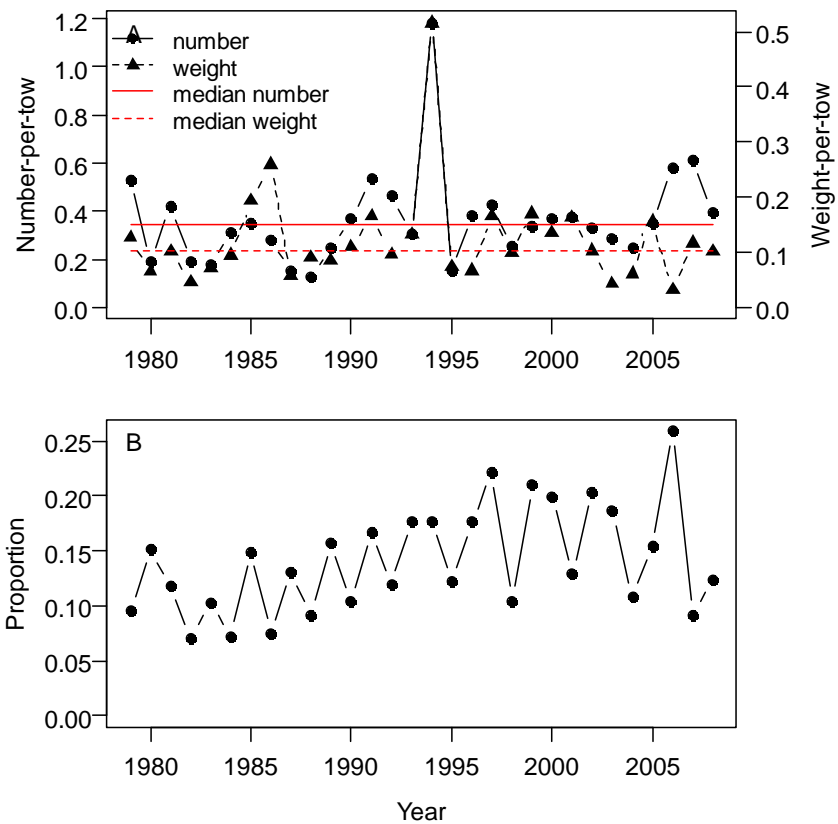 1.2
1.0
0.8
0.6
0.4
0.2
0.0
Number-per-tow
A
number
weight
median number
median weight
0.5
0.4
0.3
0.2
0.1
0.0
Weight-per-tow
1980 1985 1990 1995 2000 2005
B
0.25
0.20
0.15
0.10
0.05
0.00
Proportion
1980 1985 1990 1995 2000 2005
Year